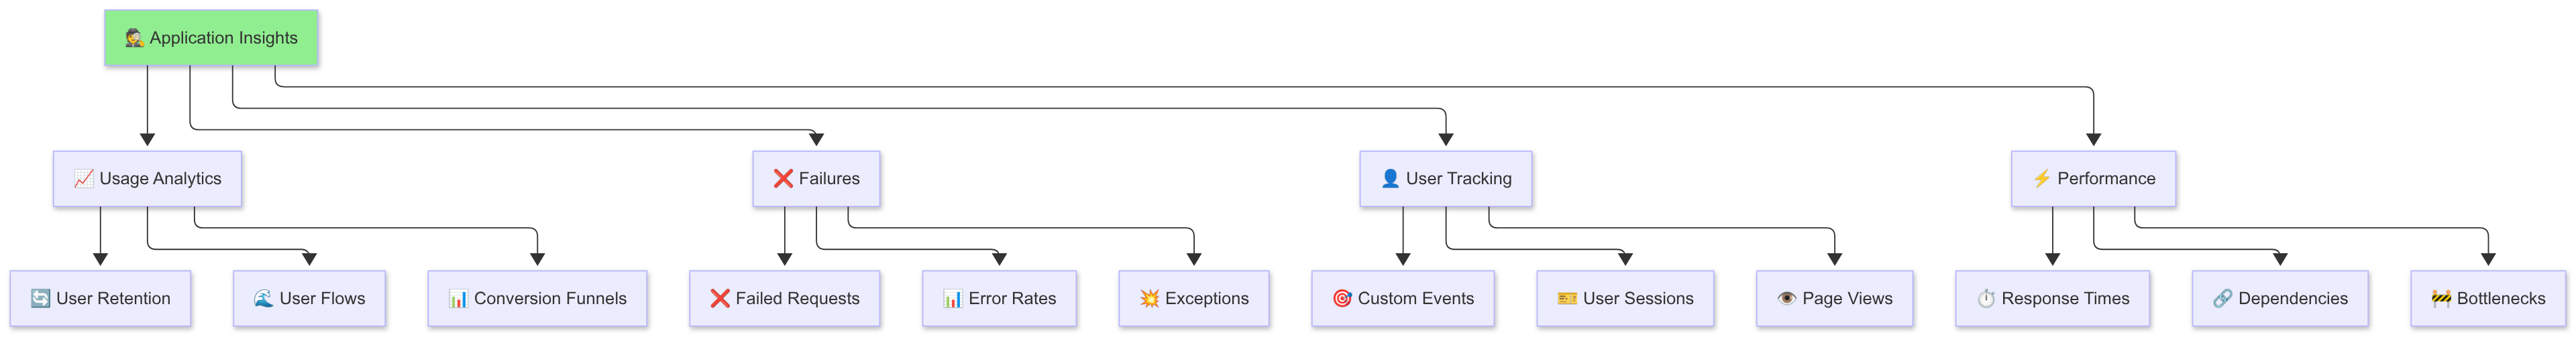 🕵️ Application Insights
📈 Usage Analytics
❌ Failures
👤 User Tracking
⚡ Performance
🔄 User Retention
🌊 User Flows
📊 Conversion Funnels
❌ Failed Requests
📊 Error Rates
💥 Exceptions
🎯 Custom Events
🎫 User Sessions
👁️ Page Views
⏱️ Response Times
🔗 Dependencies
🚧 Bottlenecks